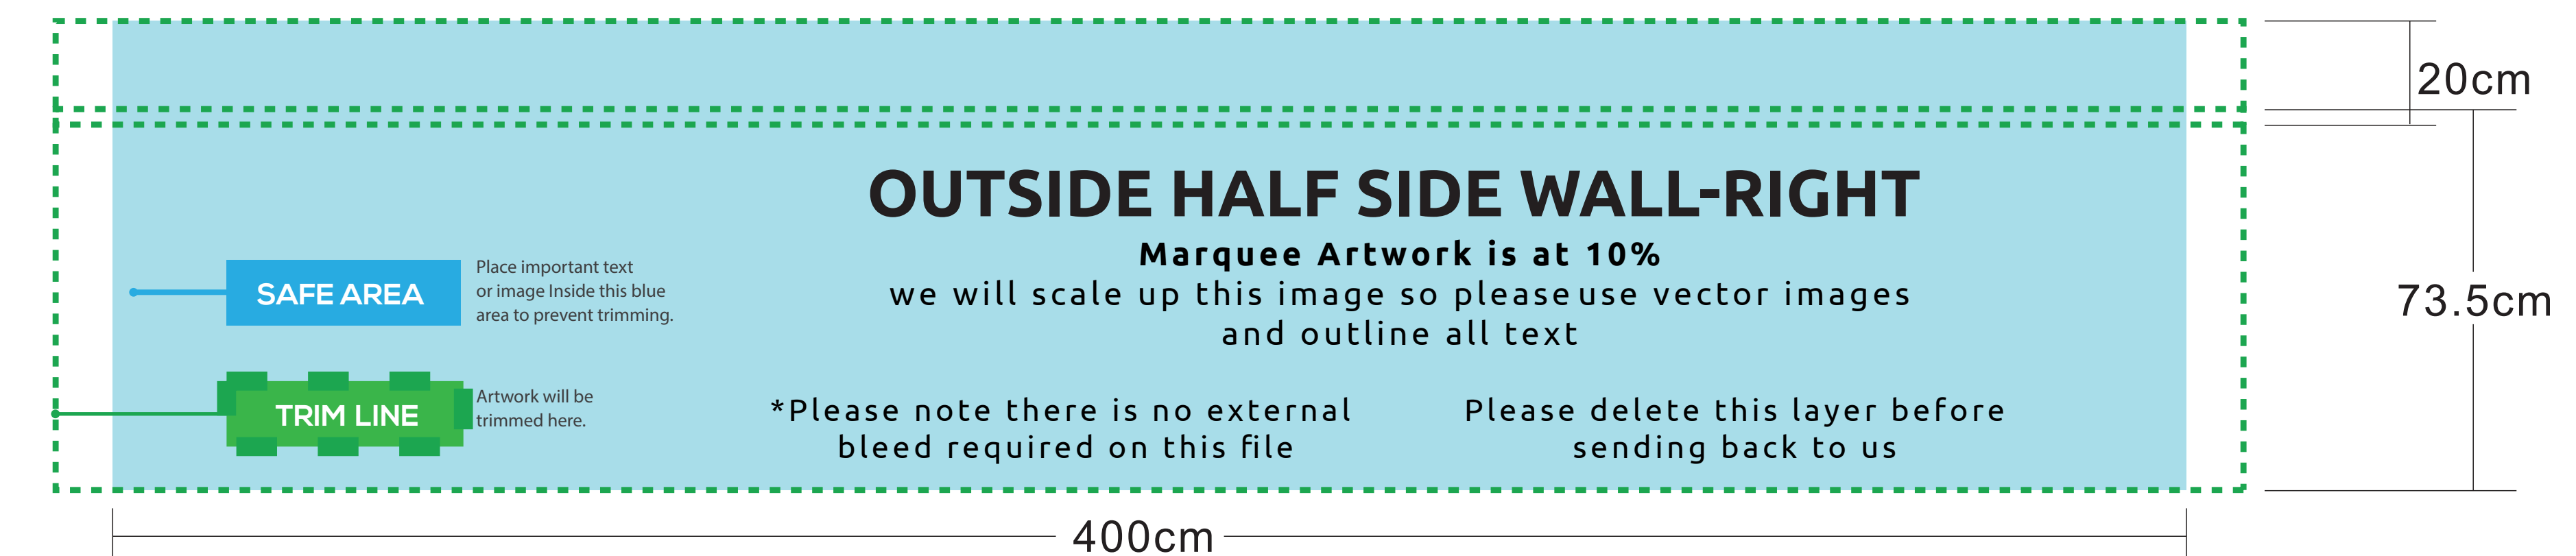 20cm
OUTSIDE HALF SIDE WALL-RIGHT
Marquee Artwork is at 10%
we will scale up this image so please use vector images
and outline all text
SAFE AREA
Place important text
or image Inside this blue
area to prevent trimming.
73.5cm
TRIM LINE
Artwork will be
trimmed here.
*Please note there is no external
bleed required on this file
Please delete this layer before
sending back to us
400cm